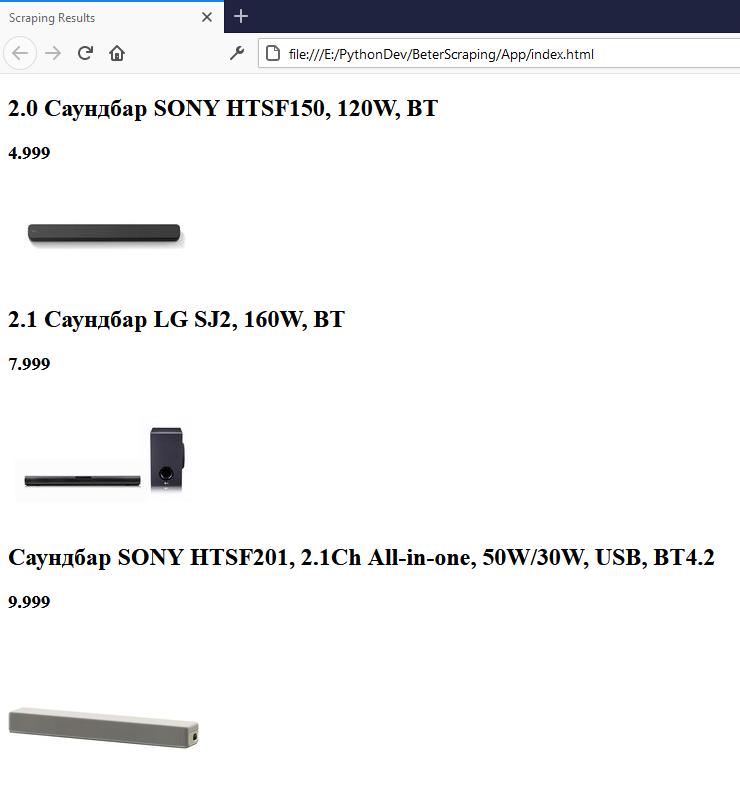 Scraping Results
file:///E:/PythonDev/BeterScraping/App/index.html
2.0 Саундбар SONY HTSF150, 120W, BT
4.999
2.1 Саундбар LG SJ2, 160W, BT
7.999
Саундбар SONY HTSF201, 2.1Ch All-in-one, 50W/30W, USB, BT4.2
9.999